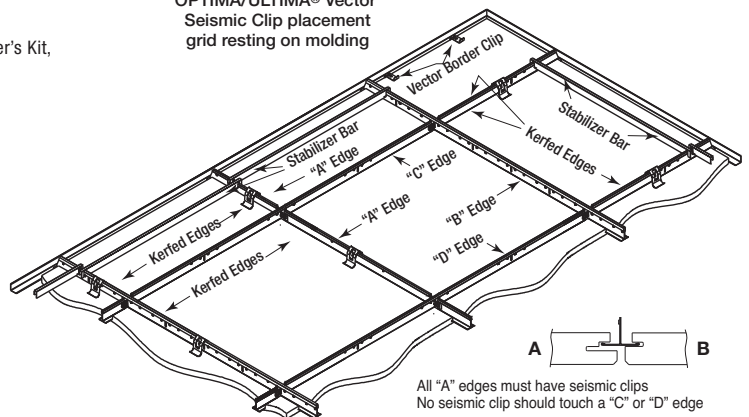 OPTIMA/ULTIMA® Vector
Seismic Clip placement
grid resting on molding
er's Kit,
Vector Border Clip
Stabilizer Bar
Kerfed Edges
Stabilizer Bar
"A" Edge
"C" Edge
"A" Edge
"B" Edge
"D" Edge
Kerfed Edges
Kerfed Edges
A
B
All "A" edges must have seismic clips
No seismic clip should touch a "C" or "D" edge